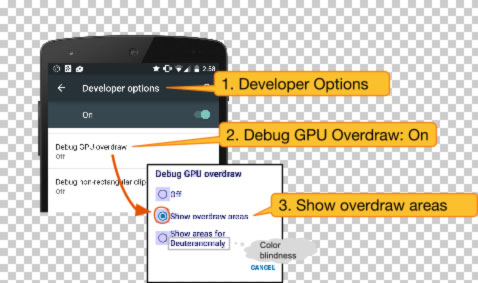 2:58
Developer options
1. Developer Options
On
2. Debug GPU Overdraw: On
Debug GPU overdraw
Off
Debug non-rectangular clip
Off
Debug GPU overdraw
Off
Show overdraw areas
3. Show overdraw areas
Show areas for
Deuteranomaly
Color
blindness
CANCEL